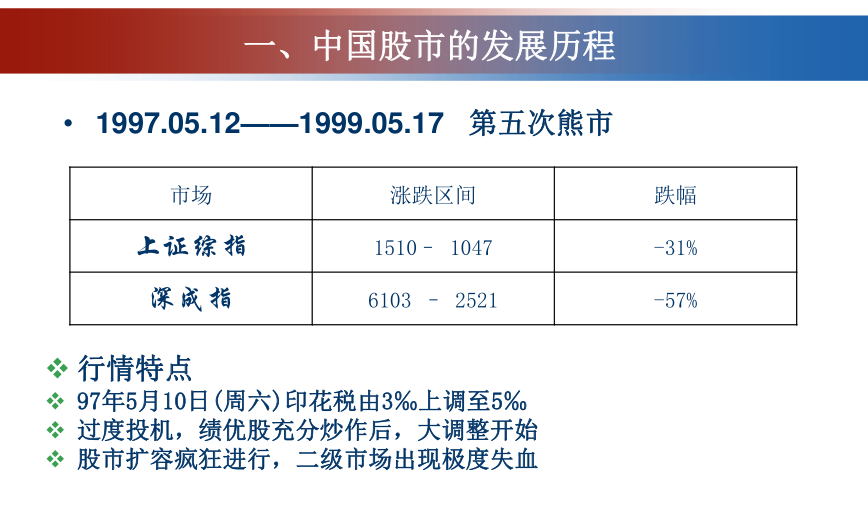 一、中国股市的发展历程
• 1997.05.12——1999.05.17 第五次熊市
市场 涨跌区间 跌幅
上证综指 1510– 1047 -31%
深成指 6103 – 2521 -57%
❖ 行情特点
❖ 97年5月10日(周六)印花税由3‰上调至5‰
❖ 过度投机，绩优股充分炒作后，大调整开始
❖ 股市扩容疯狂进行，二级市场出现极度失血